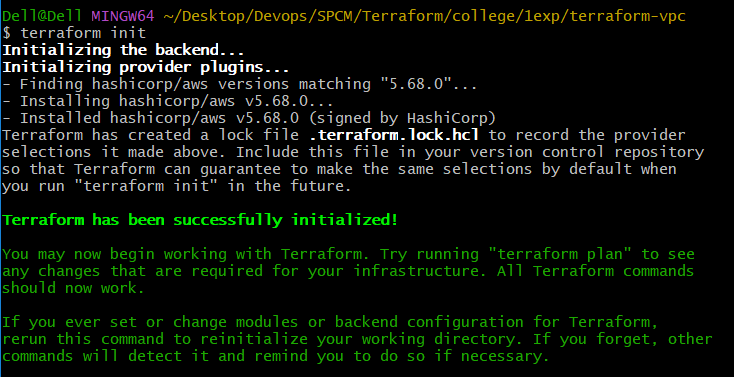 Dell@Dell MINGW64 ~/Desktop/Devops/SPCM/Terraform/college/1exp/terraform-vpc
$ terraform init
Initializing the backend...
Initializing provider plugins...
- Finding hashicorp/aws versions matching "5.68.0"...
- Installing hashicorp/aws v5.68.0...
- Installed hashicorp/aws v5.68.0 (signed by HashiCorp)
Terraform has created a lock file .terraform.lock.hcl to record the provider
selections it made above. Include this file in your version control repository
so that Terraform can guarantee to make the same selections by default when
you run "terraform init" in the future.
Terraform has been successfully initialized!
You may now begin working with Terraform. Try running "terraform plan" to see
any changes that are required for your infrastructure. All Terraform commands
should now work.
If you ever set or change modules or backend configuration for Terraform,
rerun this command to reinitialize your working directory. If you forget, other
commands will detect it and remind you to do so if necessary.